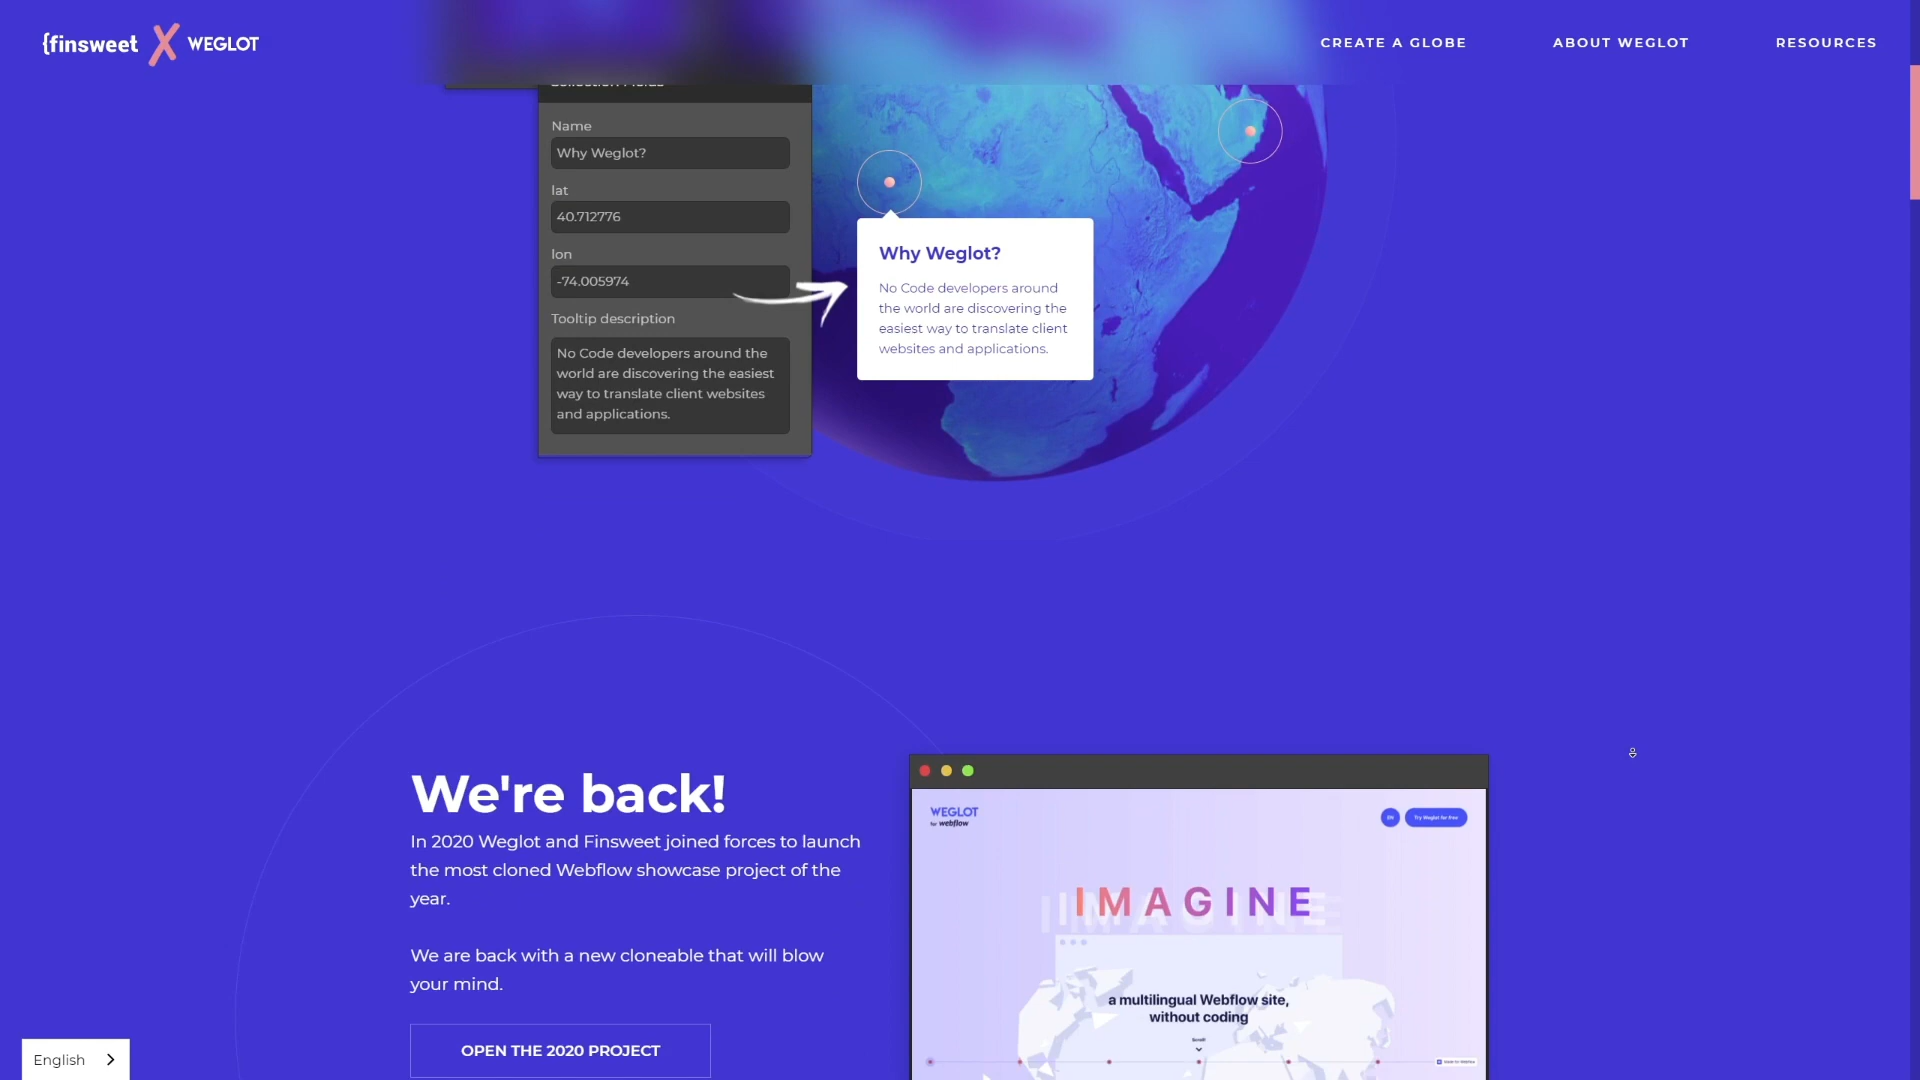 {finsweet X WEGLOT
CREATE A GLOBE
ABOUT WEGLOT
RESOURCES
Name
Why Weglot?
lat
40.712776
lon
-74.005974
Tooltip description
No Code developers around the
world are discovering the easiest
way to translate client websites
and applications.
Why Weglot?
No Code developers around
the world are discovering the
easiest way to translate client
websites and applications.
We're back!
In 2020 Weglot and Finsweet joined forces to launch
the most cloned Webflow showcase project of the
year.
We are back with a new cloneable that will blow
your mind.
OPEN THE 2020 PROJECT
WEGLOT
for webflow
EN
Try Weglot for free
IMAGINE
a multilingual Webflow site,
without coding
Scroll
English